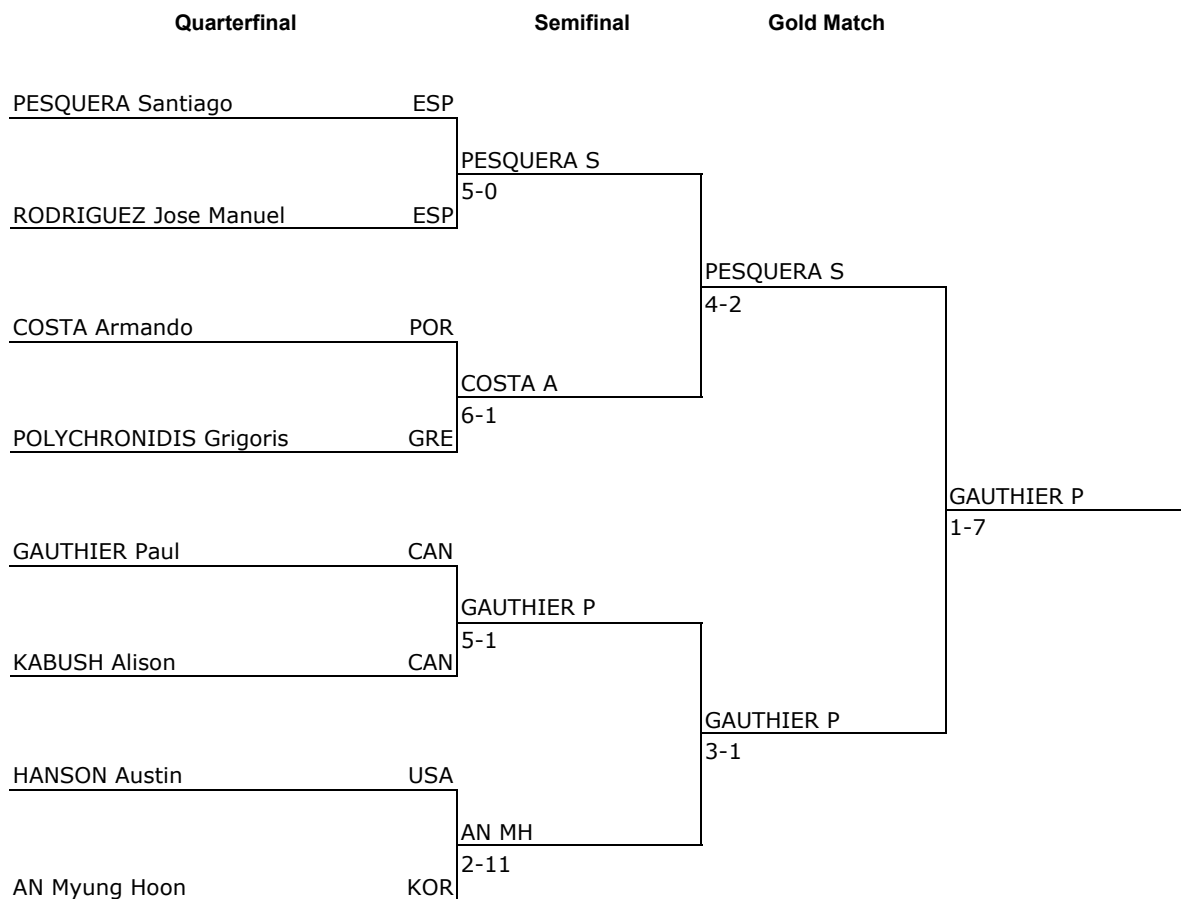 Quarterfinal Semifinal Gold Match
PESQUERA Santiago ESP
PESQUERA S
5-0
RODRIGUEZ Jose Manuel ESP
PESQUERA S
4-2
COSTA Armando POR
COSTA A
6-1
POLYCHRONIDIS Grigoris GRE
GAUTHIER P
1-7
GAUTHIER Paul CAN
GAUTHIER P
5-1
KABUSH Alison CAN
GAUTHIER P
3-1
HANSON Austin USA
AN MH
2-11
AN Myung Hoon KOR